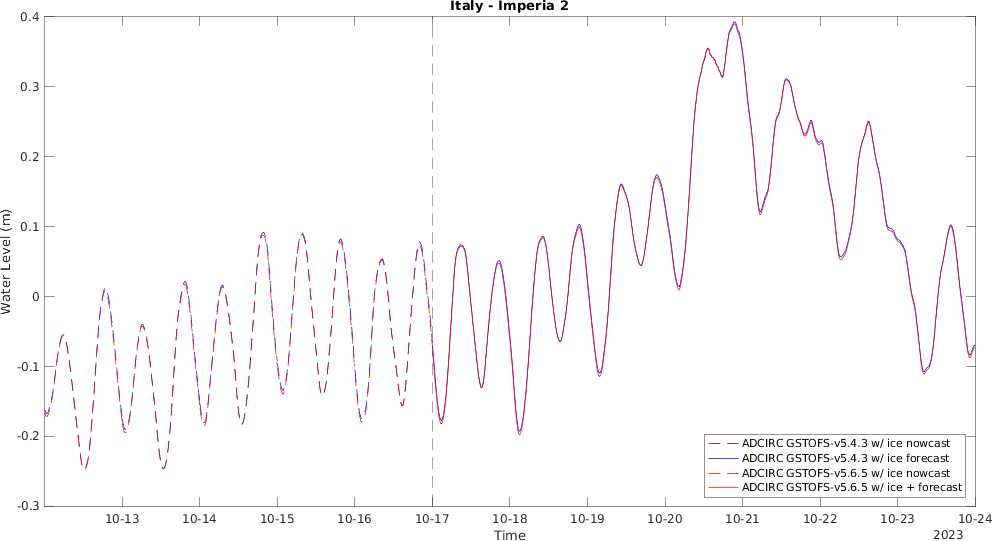 Italy - Imperia 2
0.4
0.3
0.2
0.1
0
-0.1
-0.2
-0.3
Water Level (m)
ADCIRC GSTOFS-v5.4.3 w/ ice nowcast
ADCIRC GSTOFS-v5.4.3 w/ ice forecast
ADCIRC GSTOFS-v5.6.5 w/ ice nowcast
ADCIRC GSTOFS-v5.6.5 w/ ice + forecast
10-13 10-14 10-15 10-16 10-17 10-18 10-19 10-20 10-21 10-22 10-23 10-24
Time 2023